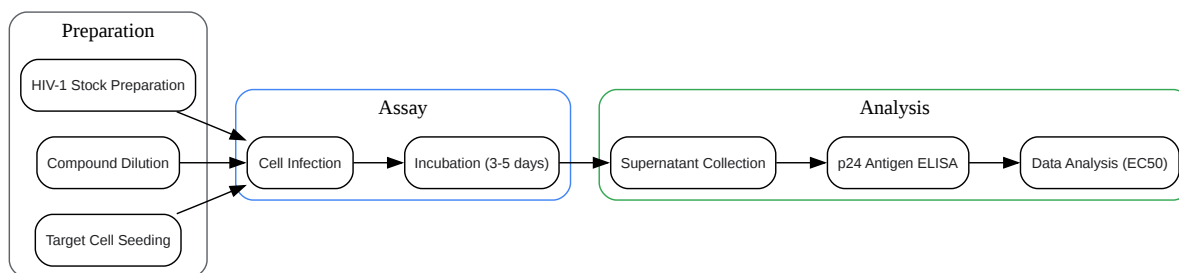 Preparation
HIV-1 Stock Preparation
Compound Dilution
Target Cell Seeding
Assay
Cell Infection
Incubation (3-5 days)
Analysis
Supernatant Collection
p24 Antigen ELISA
Data Analysis (EC50)